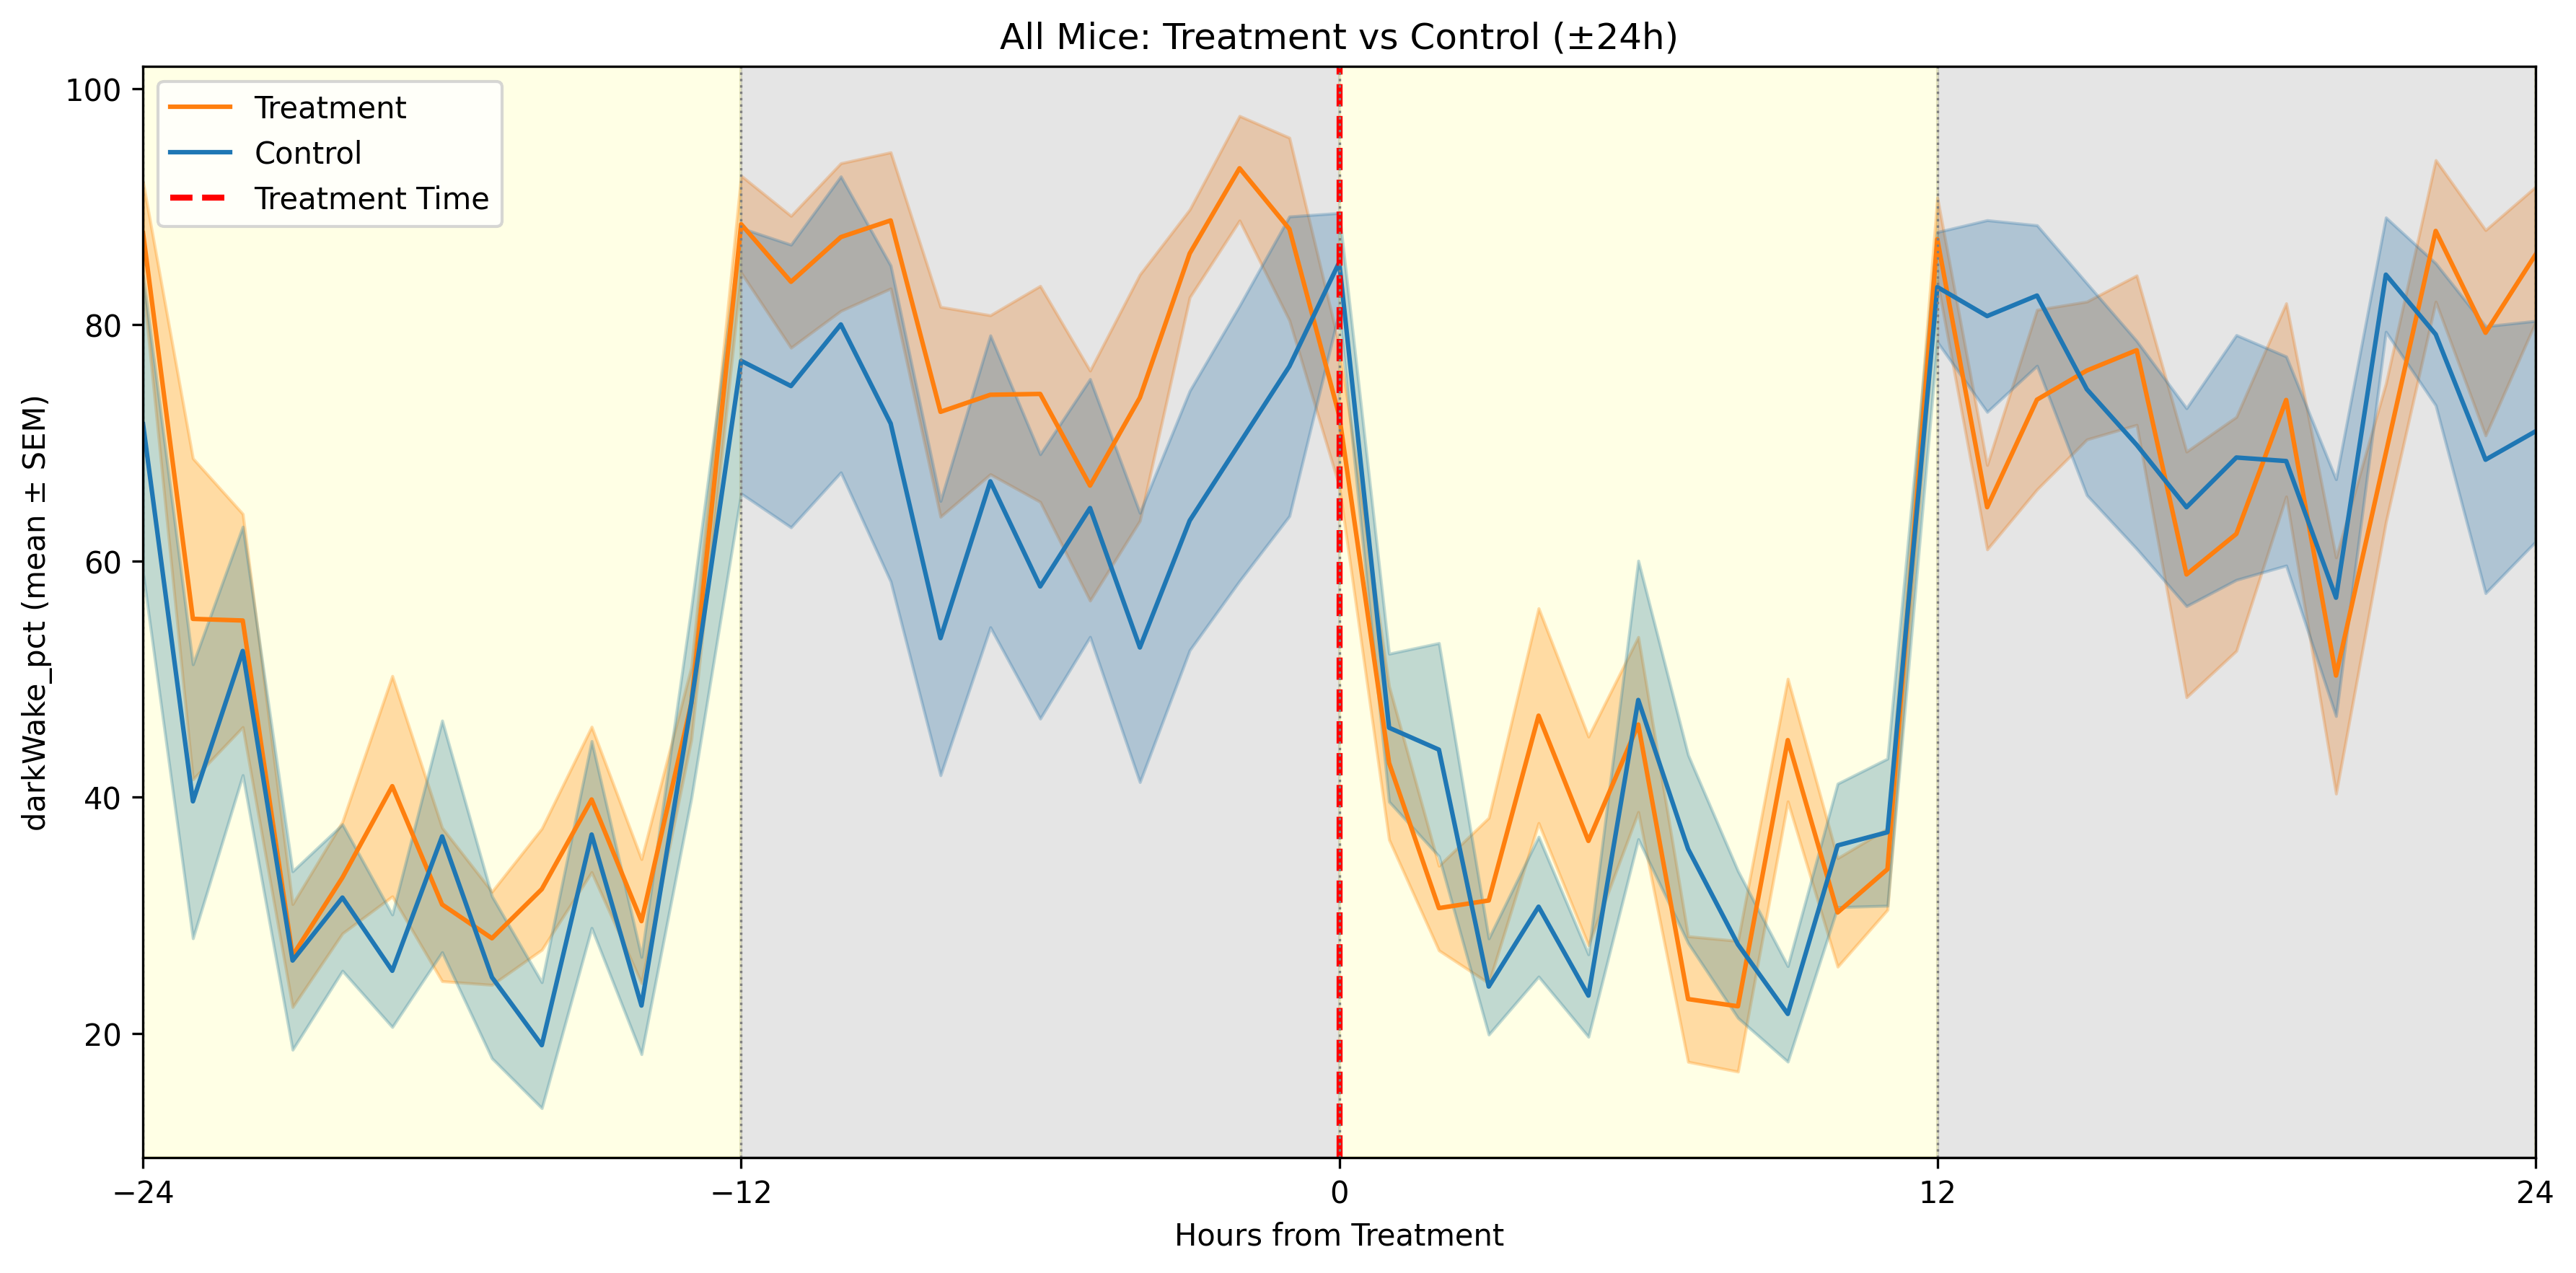 All Mice: Treatment vs Control (±24h)
Treatment
Control
Treatment Time
100
80
60
40
20
darkWake_pct (mean ± SEM)
−24
−12
0
12
24
Hours from Treatment